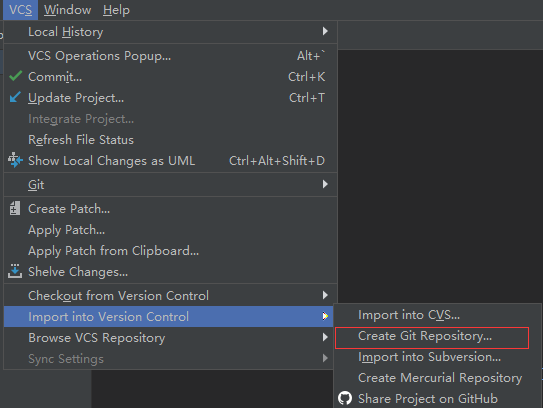 VCS Window Help
Local History
VCS Operations Popup... Alt+`
Commit... Ctrl+K
Update Project... Ctrl+T
Integrate Project...
Refresh File Status
Show Local Changes as UML Ctrl+Alt+Shift+D
Git
Create Patch...
Apply Patch...
Apply Patch from Clipboard...
Shelve Changes...
Checkout from Version Control
Import into Version Control
Browse VCS Repository
Sync Settings
Import into CVS...
Create Git Repository...
Import into Subversion...
Create Mercurial Repository
Share Project on GitHub